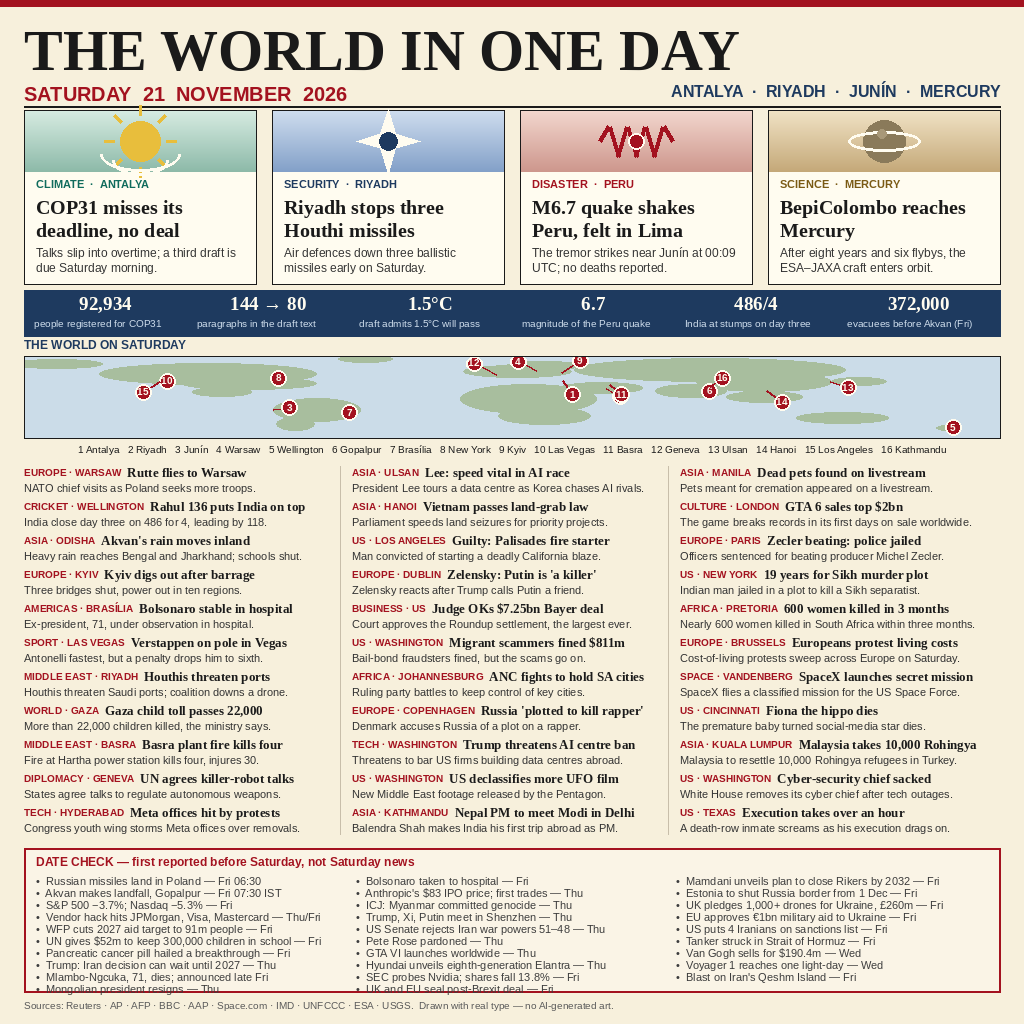 THE WORLD IN ONE DAY
SATURDAY 21 NOVEMBER 2026
ANTALYA · RIYADH · JUNÍN · MERCURY
CLIMATE · ANTALYA
COP31 misses its
deadline, no deal
Talks slip into overtime; a third draft is
due Saturday morning.
SECURITY · RIYADH
Riyadh stops three
Houthi missiles
Air defences down three ballistic
missiles early on Saturday.
DISASTER · PERU
M6.7 quake shakes
Peru, felt in Lima
The tremor strikes near Junín at 00:09
UTC; no deaths reported.
SCIENCE · MERCURY
BepiColombo reaches
Mercury
After eight years and six flybys, the
ESA–JAXA craft enters orbit.
92,934
people registered for COP31
144 → 80
paragraphs in the draft text
1.5°C
draft admits 1.5°C will pass
6.7
magnitude of the Peru quake
486/4
India at stumps on day three
372,000
evacuees before Akvan (Fri)
THE WORLD ON SATURDAY
12 4 9
15 10 8 3 7 1 11 6 16 14 13 5
1 Antalya 2 Riyadh 3 Junín 4 Warsaw 5 Wellington 6 Gopalpur 7 Brasília 8 New York 9 Kyiv 10 Las Vegas 11 Basra 12 Geneva 13 Ulsan 14 Hanoi 15 Los Angeles 16 Kathmandu
EUROPE · WARSAW Rutte flies to Warsaw
NATO chief visits as Poland seeks more troops.
CRICKET · WELLINGTON Rahul 136 puts India on top
India close day three on 486 for 4, leading by 118.
ASIA · ODISHA Akvan's rain moves inland
Heavy rain reaches Bengal and Jharkhand; schools shut.
EUROPE · KYIV Kyiv digs out after barrage
Three bridges shut, power out in ten regions.
AMERICAS · BRASÍLIA Bolsonaro stable in hospital
Ex-president, 71, under observation in hospital.
SPORT · LAS VEGAS Verstappen on pole in Vegas
Antonelli fastest, but a penalty drops him to sixth.
MIDDLE EAST · RIYADH Houthis threaten ports
Houthis threaten Saudi ports; coalition downs a drone.
WORLD · GAZA Gaza child toll passes 22,000
More than 22,000 children killed, the ministry says.
MIDDLE EAST · BASRA Basra plant fire kills four
Fire at Hartha power station kills four, injures 30.
DIPLOMACY · GENEVA UN agrees killer-robot talks
States agree talks to regulate autonomous weapons.
TECH · HYDERABAD Meta offices hit by protests
Congress youth wing storms Meta offices over removals.
ASIA · ULSAN Lee: speed vital in AI race
President Lee tours a data centre as Korea chases AI rivals.
ASIA · HANOI Vietnam passes land-grab law
Parliament speeds land seizures for priority projects.
US · LOS ANGELES Guilty: Palisades fire starter
Man convicted of starting a deadly California blaze.
EUROPE · DUBLIN Zelensky: Putin is 'a killer'
Zelensky reacts after Trump calls Putin a friend.
BUSINESS · US Judge OKs $7.25bn Bayer deal
Court approves the Roundup settlement, the largest ever.
US · WASHINGTON Migrant scammers fined $811m
Bail-bond fraudsters fined, but the scams go on.
AFRICA · JOHANNESBURG ANC fights to hold SA cities
Ruling party battles to keep control of key cities.
EUROPE · COPENHAGEN Russia 'plotted to kill rapper'
Denmark accuses Russia of a plot on a rapper.
TECH · WASHINGTON Trump threatens AI centre ban
Threatens to bar US firms building data centres abroad.
US · WASHINGTON US declassifies more UFO film
New Middle East footage released by the Pentagon.
ASIA · KATHMANDU Nepal PM to meet Modi in Delhi
Balendra Shah makes India his first trip abroad as PM.
ASIA · MANILA Dead pets found on livestream
Pets meant for cremation appeared on a livestream.
CULTURE · LONDON GTA 6 sales top $2bn
The game breaks records in its first days on sale worldwide.
EUROPE · PARIS Zecler beating: police jailed
Officers sentenced for beating producer Michel Zecler.
US · NEW YORK 19 years for Sikh murder plot
Indian man jailed in a plot to kill a Sikh separatist.
AFRICA · PRETORIA 600 women killed in 3 months
Nearly 600 women killed in South Africa within three months.
EUROPE · BRUSSELS Europeans protest living costs
Cost-of-living protests sweep across Europe on Saturday.
SPACE · VANDENBERG SpaceX launches secret mission
SpaceX flies a classified mission for the US Space Force.
US · CINCINNATI Fiona the hippo dies
The premature baby turned social-media star dies.
ASIA · KUALA LUMPUR Malaysia takes 10,000 Rohingya
Malaysia to resettle 10,000 Rohingya refugees in Turkey.
US · WASHINGTON Cyber-security chief sacked
White House removes its cyber chief after tech outages.
US · TEXAS Execution takes over an hour
A death-row inmate screams as his execution drags on.
DATE CHECK — first reported before Saturday, not Saturday news
• Russian missiles land in Poland — Fri 06:30
• Akvan makes landfall, Gopalpur — Fri 07:30 IST
• S&P 500 −3.7%; Nasdaq −5.3% — Fri
• Vendor hack hits JPMorgan, Visa, Mastercard — Thu/Fri
• WFP cuts 2027 aid target to 91m people — Fri
• UN gives $52m to keep 300,000 children in school — Fri
• Pancreatic cancer pill hailed a breakthrough — Fri
• Trump: Iran decision can wait until 2027 — Thu
• Mlambo-Ngcuka, 71, dies; announced late Fri
• Mongolian president resigns — Thu
• Bolsonaro taken to hospital — Fri
• Anthropic's $83 IPO price; first trades — Thu
• ICJ: Myanmar committed genocide — Thu
• Trump, Xi, Putin meet in Shenzhen — Thu
• US Senate rejects Iran war powers 51–48 — Thu
• Pete Rose pardoned — Thu
• GTA VI launches worldwide — Thu
• Hyundai unveils eighth-generation Elantra — Thu
• SEC probes Nvidia; shares fall 13.8% — Fri
• UK and EU seal post-Brexit deal — Fri
• Mamdani unveils plan to close Rikers by 2032 — Fri
• Estonia to shut Russia border from 1 Dec — Fri
• UK pledges 1,000+ drones for Ukraine, £260m — Fri
• EU approves €1bn military aid to Ukraine — Fri
• US puts 4 Iranians on sanctions list — Fri
• Tanker struck in Strait of Hormuz — Fri
• Van Gogh sells for $190.4m — Wed
• Voyager 1 reaches one light-day — Wed
• Blast on Iran's Qeshm Island — Fri
Sources: Reuters · AP · AFP · BBC · AAP · Space.com · IMD · UNFCCC · ESA · USGS. Drawn with real type — no AI-generated art.